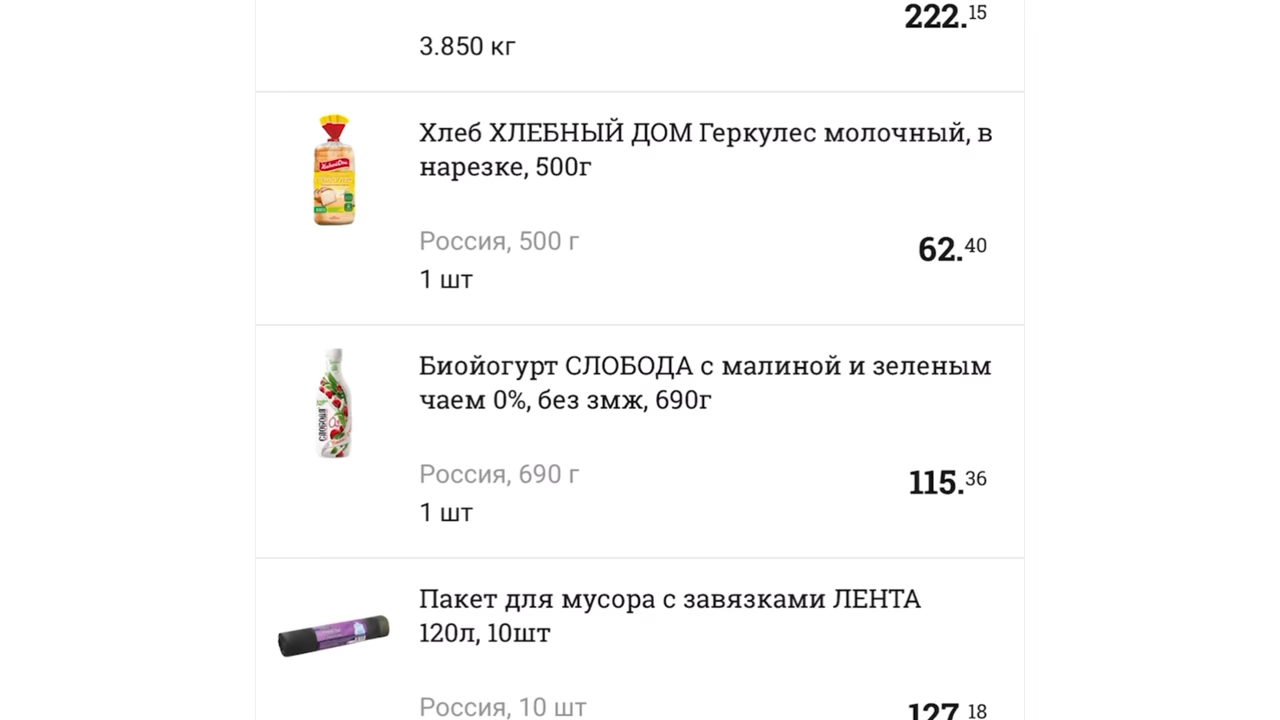 222.15
3.850 кг
Хлеб ХЛЕБНЫЙ ДОМ Геркулес молочный, в
нарезке, 500г
Россия, 500 г
62.40
1 шт
Биойогурт СЛОБОДА с малиной и зеленым
чаем 0%, без змж, 690г
Россия, 690 г
115.36
1 шт
Пакет для мусора с завязками ЛЕНТА
120л, 10шт
Россия, 10 шт
127.18